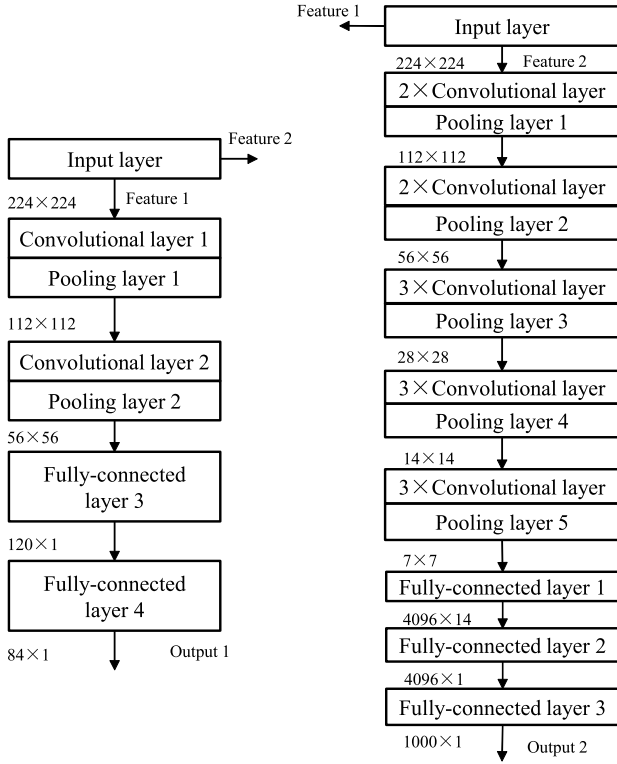 Feature 2
Input layer
224×224
Feature 1
Convolutional layer 1
Pooling layer 1
112×112
Convolutional layer 2
Pooling layer 2
56×56
Fully-connected
layer 3
120×1
Fully-connected
layer 4
84×1
Output 1
Feature 1
Input layer
224×224
Feature 2
2×Convolutional layer
Pooling layer 1
112×112
2×Convolutional layer
Pooling layer 2
56×56
3×Convolutional layer
Pooling layer 3
28×28
3×Convolutional layer
Pooling layer 4
14×14
3×Convolutional layer
Pooling layer 5
7×7
Fully-connected layer 1
4096×14
Fully-connected layer 2
4096×1
Fully-connected layer 3
1000×1
Output 2